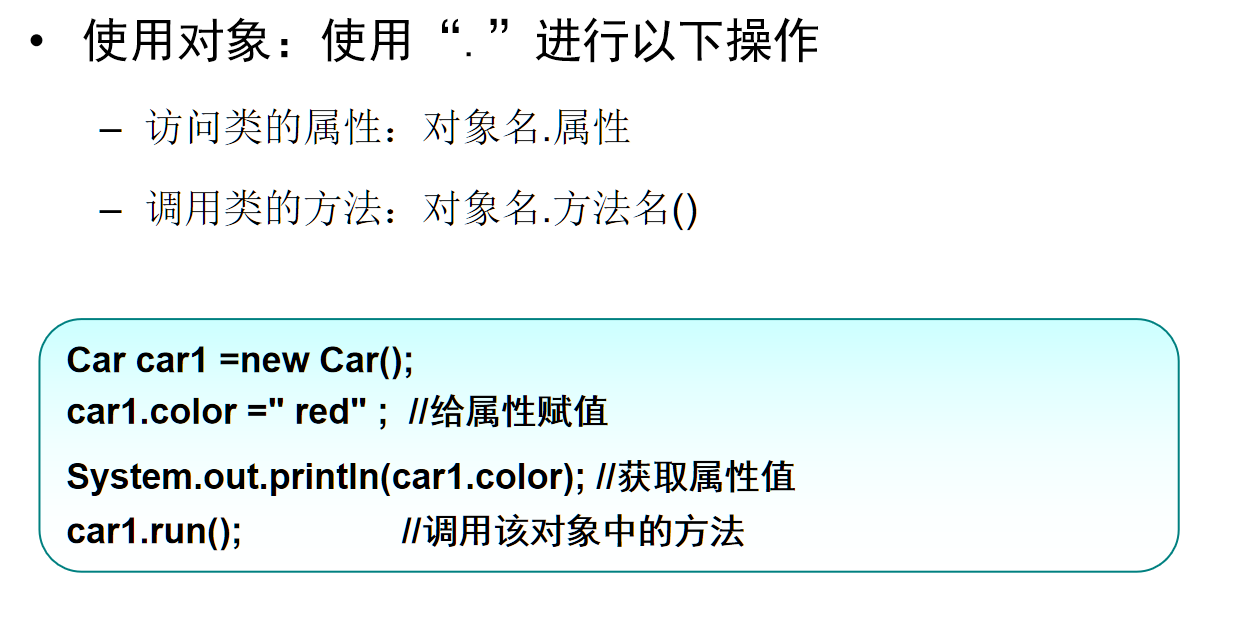 • 使用对象：使用“.”进行以下操作
– 访问类的属性：对象名.属性
– 调用类的方法：对象名.方法名()
Car car1 =new Car();
car1.color =" red" ;  //给属性赋值
System.out.println(car1.color); //获取属性值
car1.run();                //调用该对象中的方法